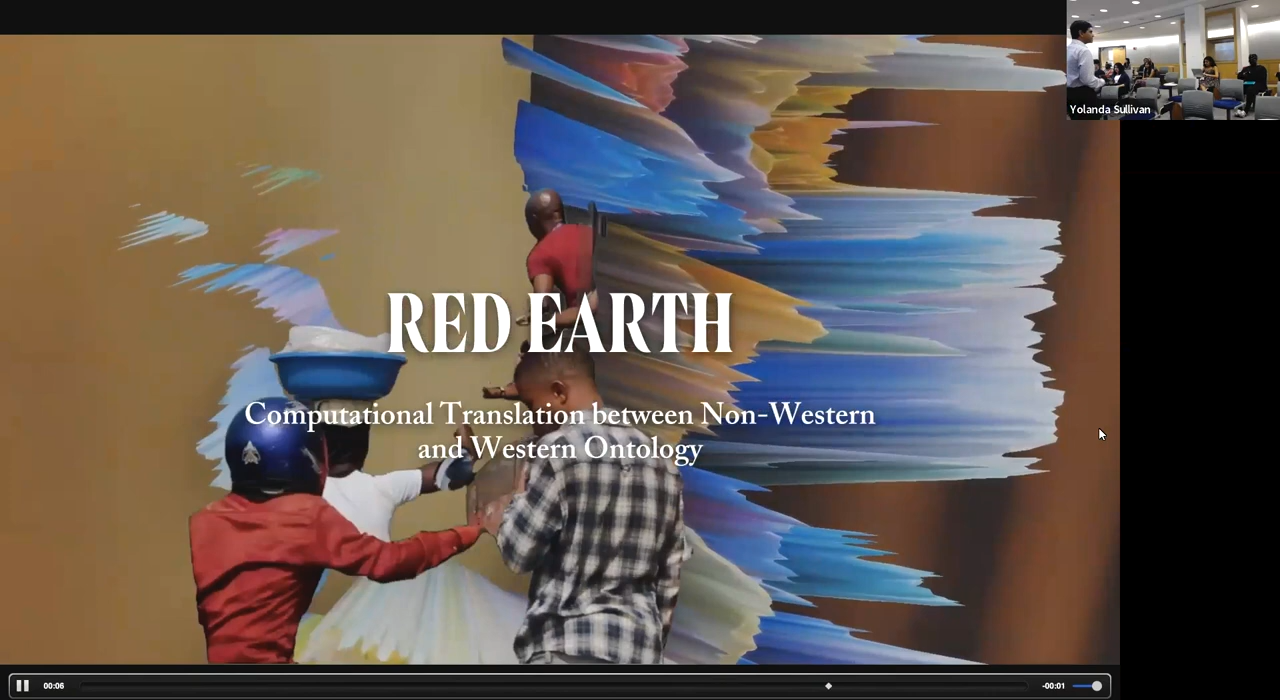 Yolanda Sullivan
RED EARTH
Computational Translation between Non-Western
and Western Ontology
00:06
-00:01